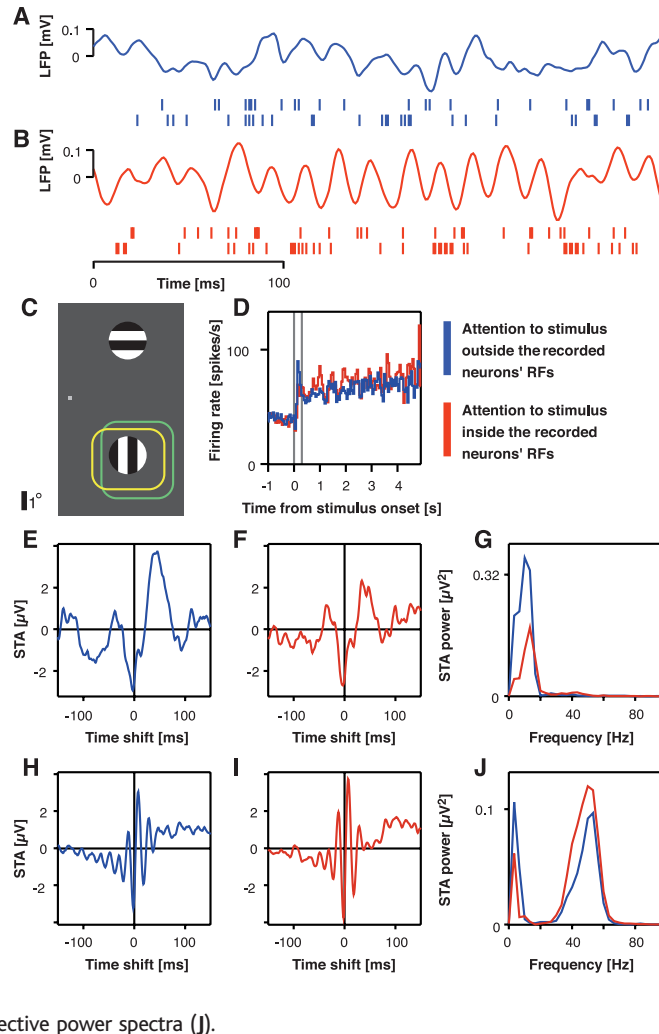 A
LFP [mV]
0.1
0
B
LFP [mV]
0.1
0
Time [ms]
0
100
C
1°
D
Firing rate [spikes/s]
100
0
-1 0 1 2 3 4
Time from stimulus onset [s]
Attention to stimulus
outside the recorded
neurons' RFs
Attention to stimulus
inside the recorded
neurons' RFs
E
STA [µV]
2
0
-2
-100 0 100
Time shift [ms]
F
2
0
-2
-100 0 100
Time shift [ms]
G
STA power [µV²]
0.32
0
0 40 80
Frequency [Hz]
H
STA [µV]
2
0
-2
-100 0 100
Time shift [ms]
I
2
0
-2
-100 0 100
Time shift [ms]
J
STA power [µV²]
0.1
0
0 40 80
Frequency [Hz]
ective power spectra (J).